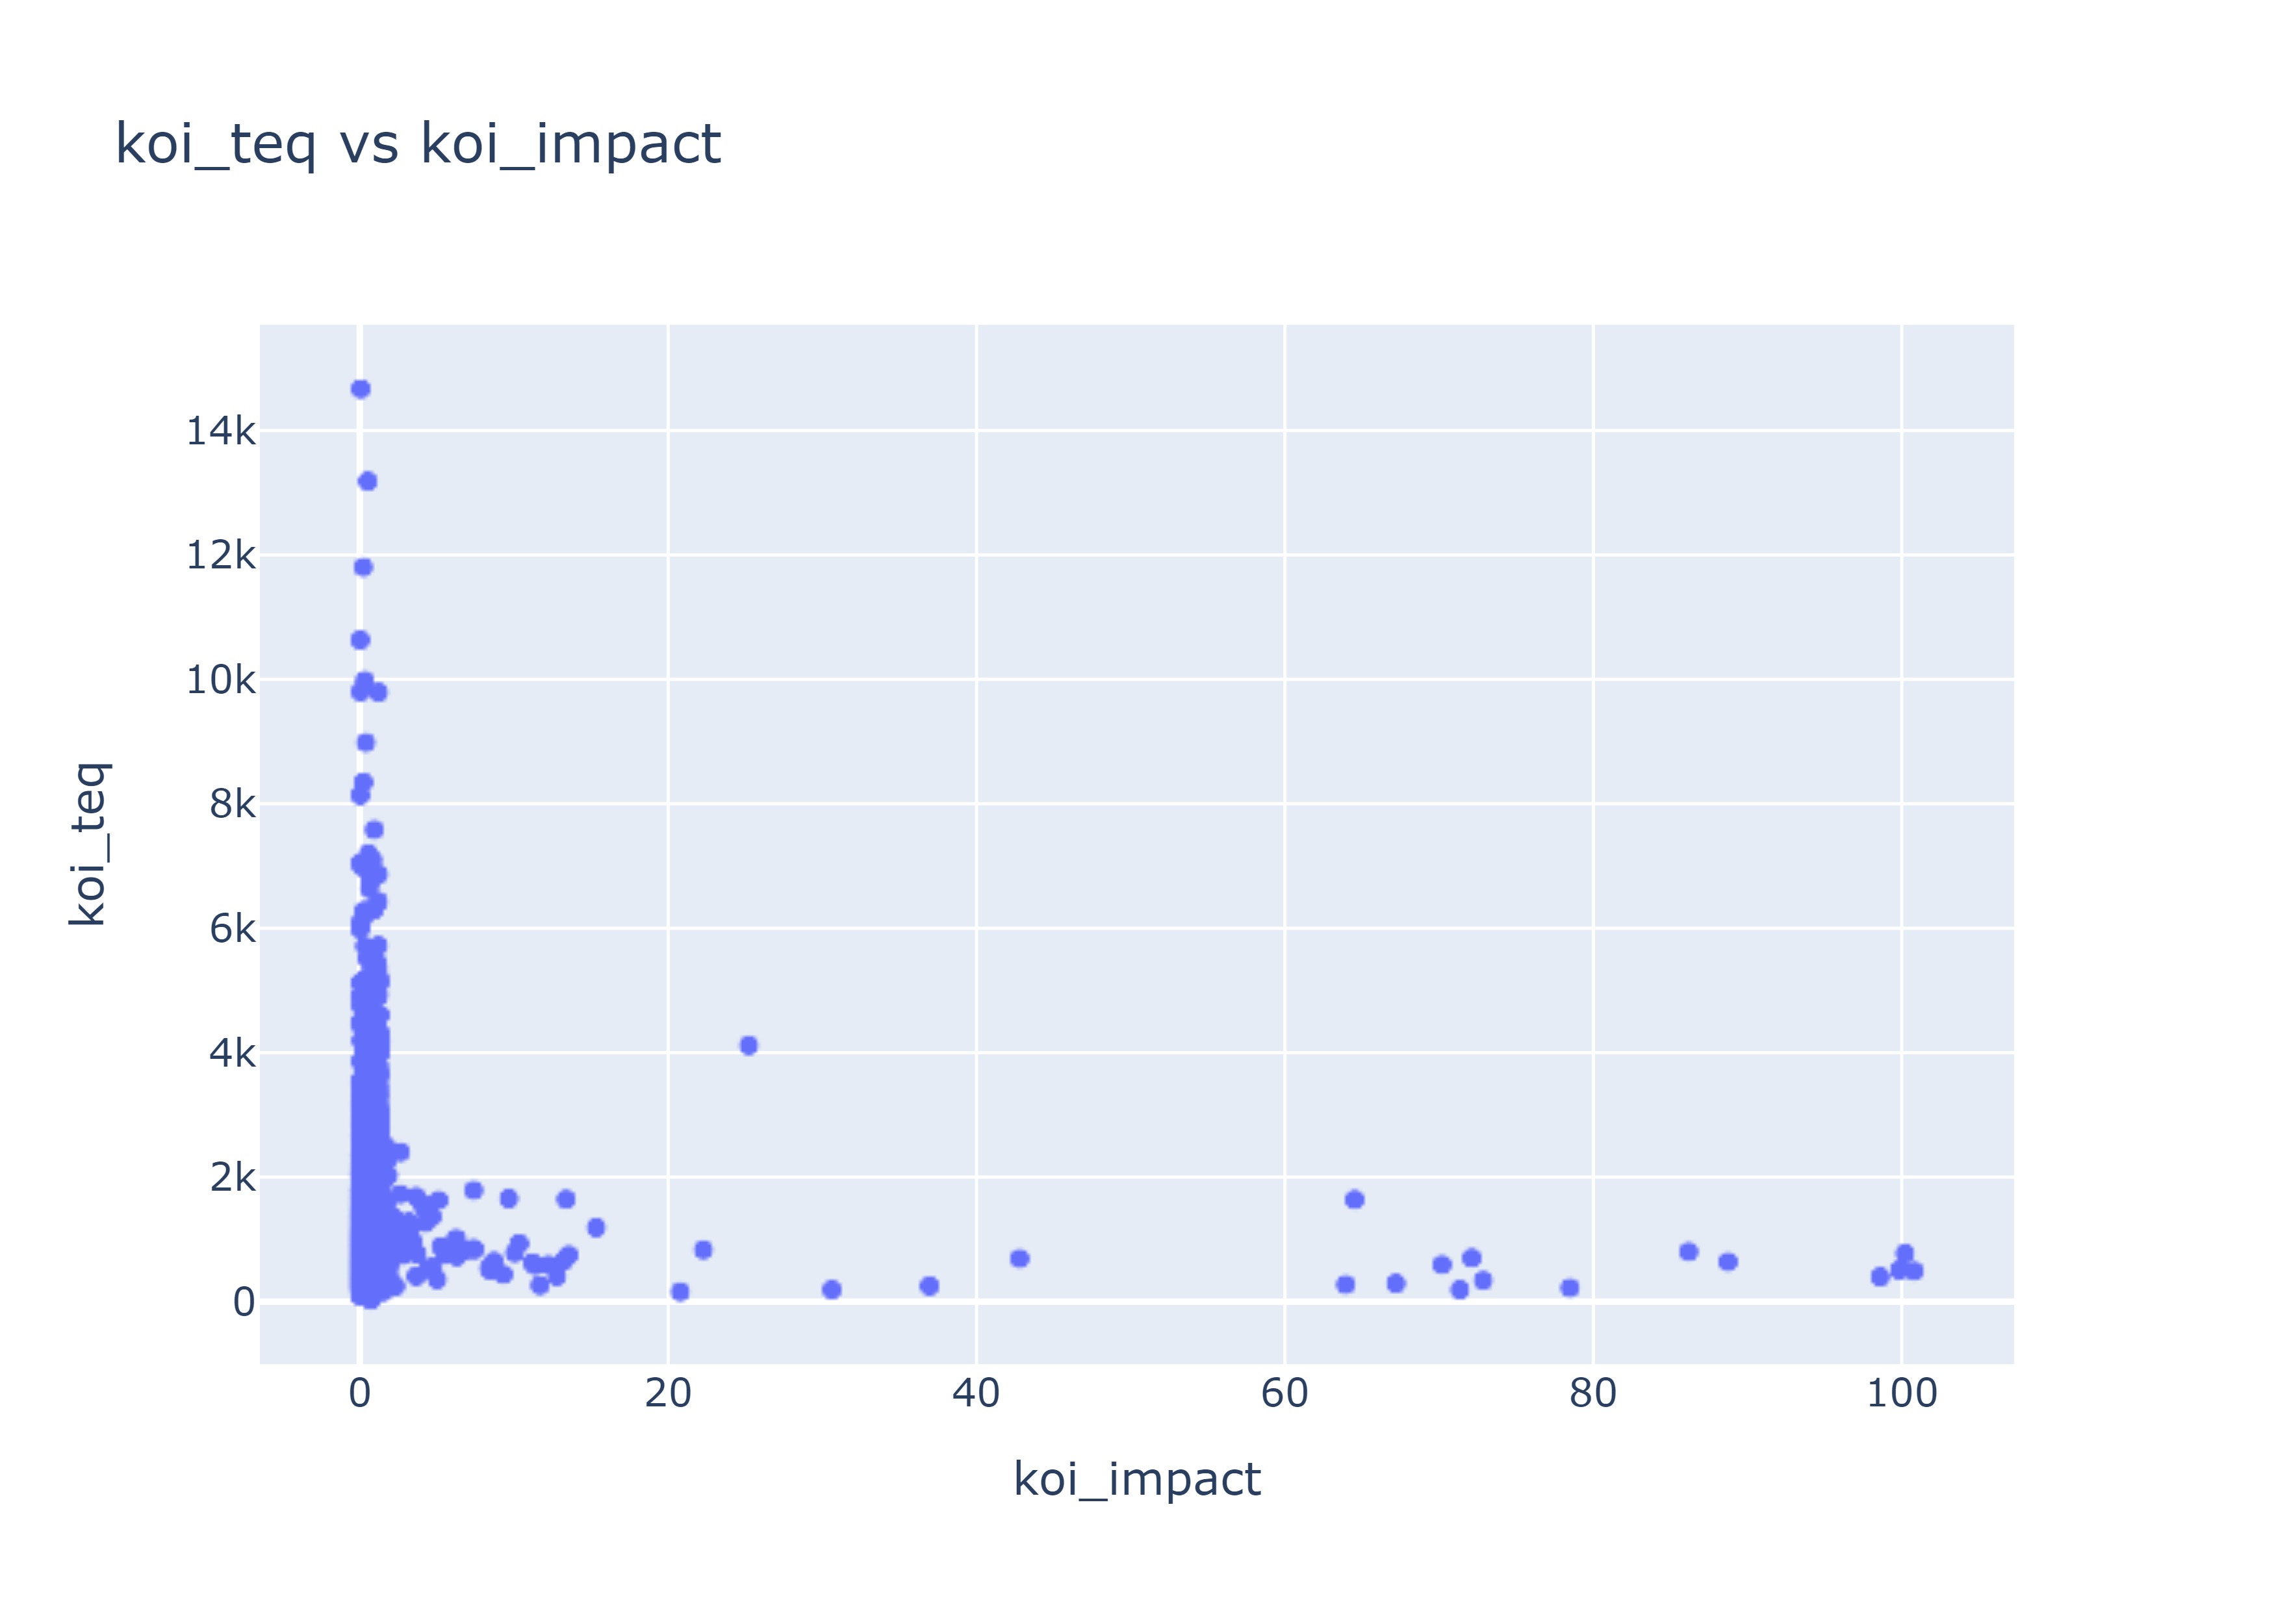 koi_teq vs koi_impact
14k
12k
10k
8k
6k
4k
2k
0
koi_teq
0 20 40 60 80 100
koi_impact